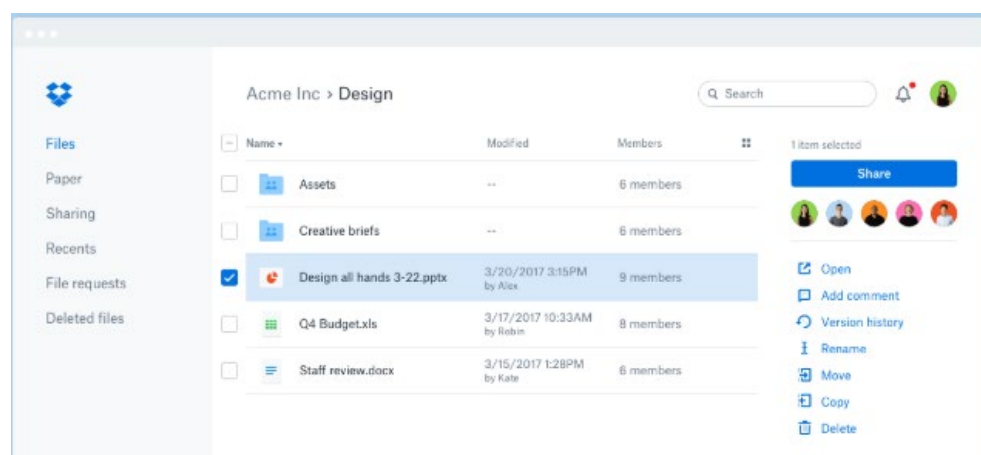 Acme Inc › Design
Search
Files
Paper
Sharing
Recents
File requests
Deleted files
Name
Modified
Members
Assets
--
6 members
Creative briefs
--
6 members
Design all hands 3-22.pptx
3/20/2017 3:15PM
by Alex
9 members
Q4 Budget.xls
3/17/2017 10:33AM
by Robin
8 members
Staff review.docx
3/15/2017 1:28PM
by Kate
6 members
1 item selected
Share
Open
Add comment
Version history
Rename
Move
Copy
Delete